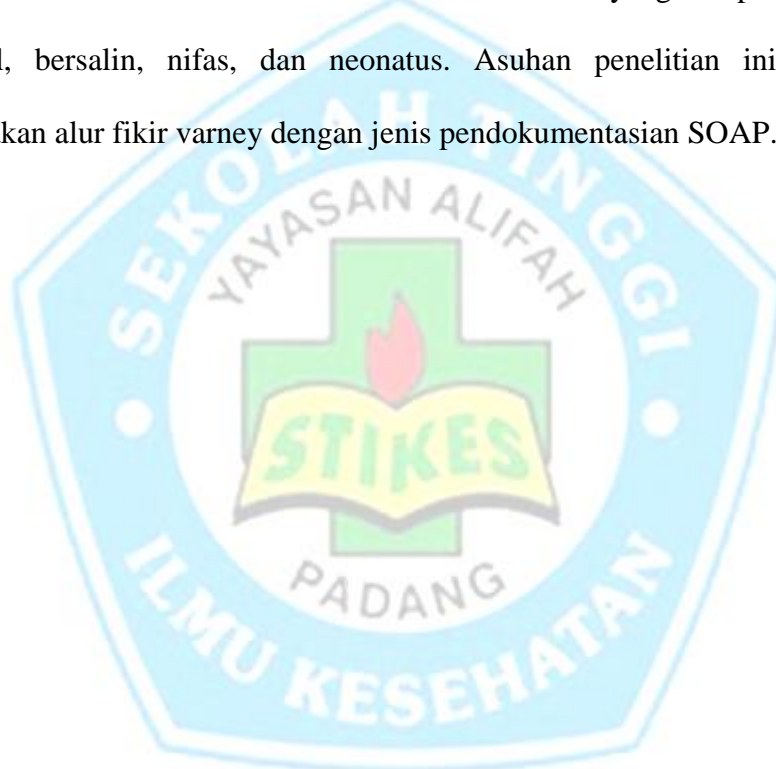 l, bersalin, nifas, dan neonatus. Asuhan penelitian ini
kan alur fikir varney dengan jenis pendokumentasian SOAP.
SEKOLAH TINGGI
YAYASAN ALIFAH
STIKES
PADANG
ILMU KESEHATAN